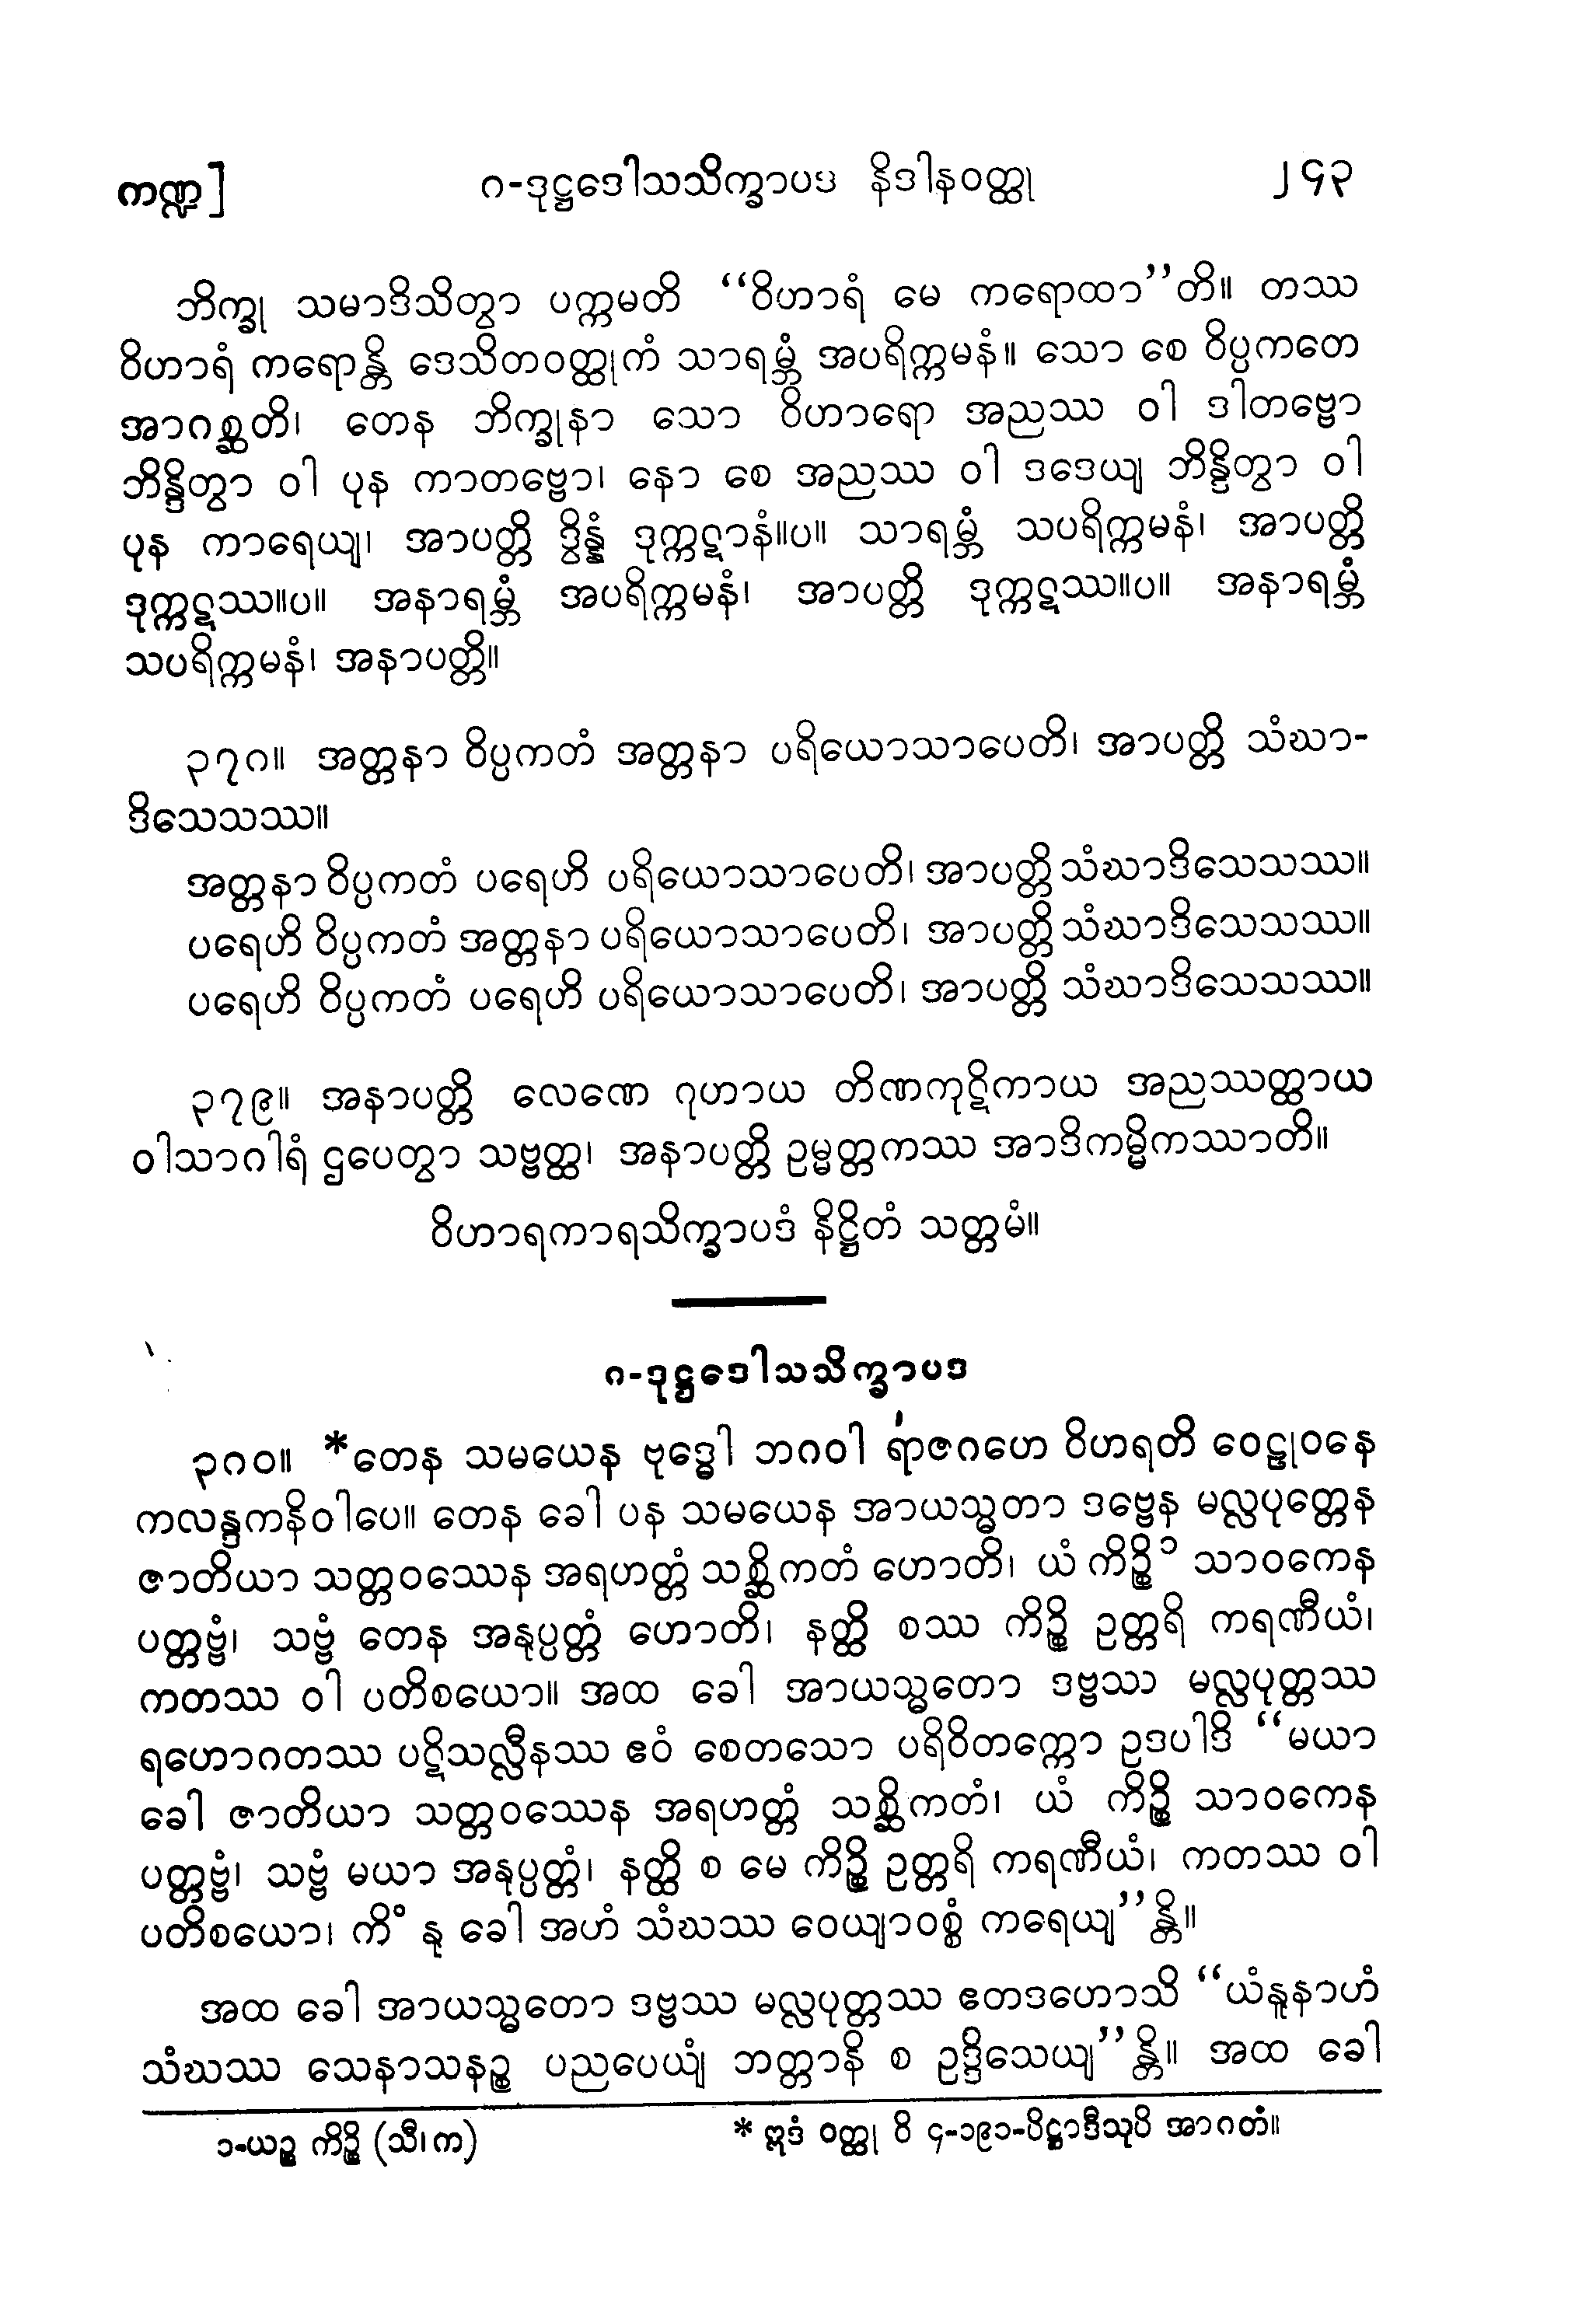 ကဏ္ဍ]	၈-ဒုဋ္ဌဒေါသသိက္ခာပဒ နိဒါနဝတ္ထု	၂၄၃
ဘိက္ခု သမာဒိသိတွာ ပက္ကမတိ ‘‘ဝိဟာရံ မေ ကရောထာ’’တိ။ တဿ
ဝိဟာရံ ကရောန္တိ ဒေသိတဝတ္ထုကံ သာရမ္ဘံ အပရိက္ကမနံ။ သော စေ ဝိပ္ပကတေ
အာဂစ္ဆတိ၊ တေန ဘိက္ခုနာ သော ဝိဟာရော အညဿ ဝါ ဒါတဗ္ဗော
ဘိန္ဒိတွာ ဝါ ပုန ကာတဗ္ဗော၊ နော စေ အညဿ ဝါ ဒဒေယျ ဘိန္ဒိတွာ ဝါ
ပုန ကာရေယျ၊ အာပတ္တိ ဒွိန္နံ ဒုက္ကဋာနံ။ပ။ သာရမ္ဘံ သပရိက္ကမနံ၊ အာပတ္တိ
ဒုက္ကဋဿ။ပ။ အနာရမ္ဘံ အပရိက္ကမနံ၊ အာပတ္တိ ဒုက္ကဋဿ။ပ။ အနာရမ္ဘံ
သပရိက္ကမနံ၊ အနာပတ္တိ။
၃၇၈။ အတ္တနာ ဝိပ္ပကတံ အတ္တနာ ပရိယောသာပေတိ၊ အာပတ္တိ သံဃာ-
ဒိသေသဿ။
အတ္တနာ ဝိပ္ပကတံ ပရေဟိ ပရိယောသာပေတိ၊ အာပတ္တိ သံဃာဒိသေသဿ။
ပရေဟိ ဝိပ္ပကတံ အတ္တနာ ပရိယောသာပေတိ၊ အာပတ္တိ သံဃာဒိသေသဿ။
ပရေဟိ ဝိပ္ပကတံ ပရေဟိ ပရိယောသာပေတိ၊ အာပတ္တိ သံဃာဒိသေသဿ။
၃၇၉။ အနာပတ္တိ လေဏေ ဂုဟာယ တိဏကုဋိကာယ အညဿတ္ထာယ
ဝါသာဂါရံ ဌပေတွာ သဗ္ဗတ္ထ၊ အနာပတ္တိ ဥမ္မတ္တကဿ အာဒိကမ္မိကဿာတိ။
ဝိဟာရကာရသိက္ခာပဒံ နိဋ္ဌိတံ သတ္တမံ။
၈-ဒုဋ္ဌဒေါသသိက္ခာပဒ
၃၈၀။ *တေန သမယေန ဗုဒ္ဓေါ ဘဂဝါ ရာဇဂဟေ ဝိဟရတိ ဝေဠုဝနေ
ကလန္ဒကနိဝါပေ။ တေန ခေါ ပန သမယေန အာယသ္မတာ ဒဗ္ဗေန မလ္လပုတ္တေန
ဇာတိယာ သတ္တဝဿေန အရဟတ္တံ သစ္ဆိကတံ ဟောတိ၊ ယံ ကိဉ္စိ၁ သာဝကေန
ပတ္တဗ္ဗံ၊ သဗ္ဗံ တေန အနုပ္ပတ္တံ ဟောတိ၊ နတ္ထိ စဿ ကိဉ္စိ ဥတ္တရိ ကရဏီယံ၊
ကတဿ ဝါ ပတိစယော။ အထ ခေါ အာယသ္မတော ဒဗ္ဗဿ မလ္လပုတ္တဿ
ရဟောဂတဿ ပဋိသလ္လီနဿ ဧဝံ စေတသော ပရိဝိတက္ကော ဥဒပါဒိ ‘‘မယာ
ခေါ ဇာတိယာ သတ္တဝဿေန အရဟတ္တံ သစ္ဆိကတံ၊ ယံ ကိဉ္စိ သာဝကေန
ပတ္တဗ္ဗံ၊ သဗ္ဗံ မယာ အနုပ္ပတ္တံ၊ နတ္ထိ စ မေ ကိဉ္စိ ဥတ္တရိ ကရဏီယံ၊ ကတဿ ဝါ
ပတိစယော၊ ကိံ နု ခေါ အဟံ သံဃဿ ဝေယျာဝစ္စံ ကရေယျ’’န္တိ။
အထ ခေါ အာယသ္မတော ဒဗ္ဗဿ မလ္လပုတ္တဿ ဧတဒဟောသိ ‘‘ယံနူနာဟံ
သံဃဿ သေနာသနဉ္စ ပညပေယျံ ဘတ္တာနိ စ ဥဒ္ဒိသေယျ’’န္တိ။ အထ ခေါ
၁-ယဉ္စ ကိဉ္စိ (သီ၊က)	* ဣဒံ ဝတ္ထု ဝိ ၄-၁၉၁-ပိဋ္ဌာဒီသုပိ အာဂတံ။